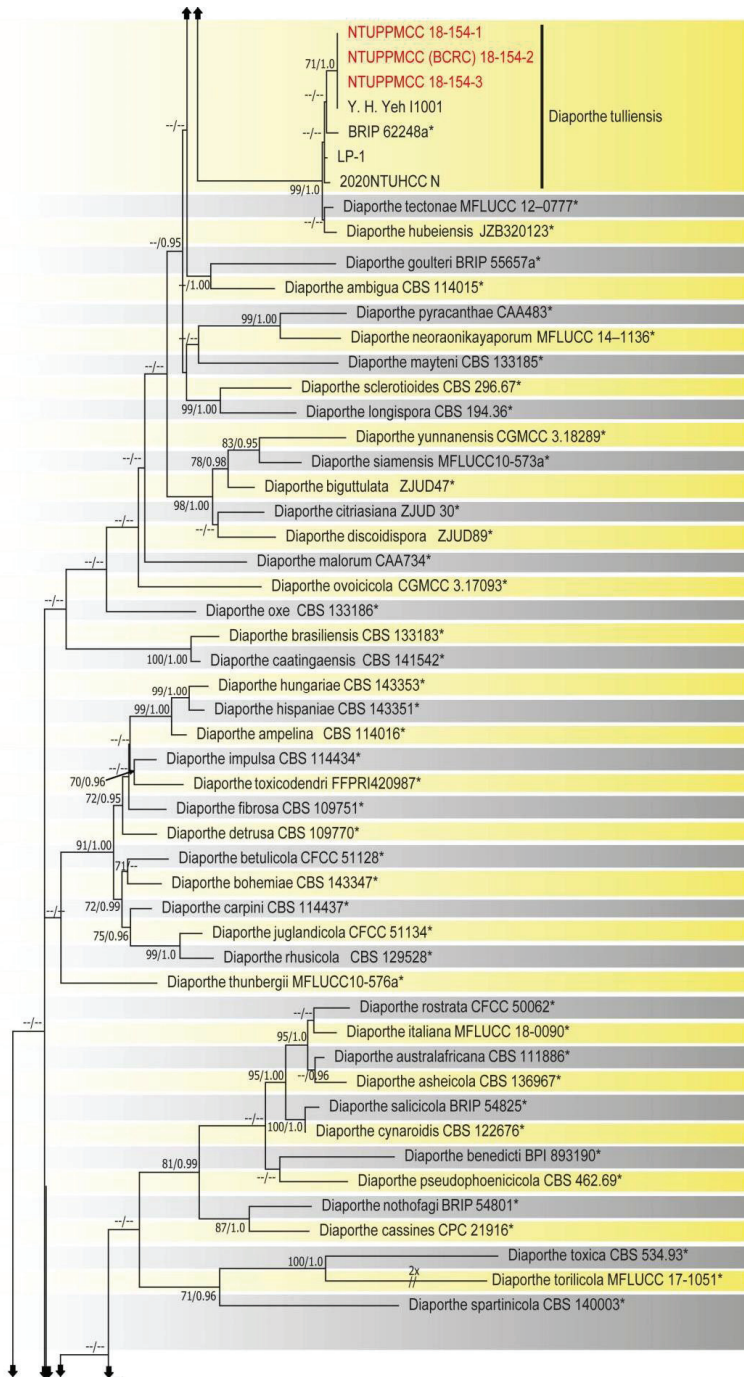 NTUPPMCC 18-154-1
NTUPPMCC (BCRC) 18-154-2
71/1.0
NTUPPMCC 18-154-3
--/--
Y. H. Yeh I1001
Diaporthe tulliensis
--/--
--/--
BRIP 62248a*
LP-1
2020NTUHCC N
99/1.0
Diaporthe tectonae MFLUCC 12–0777*
--/--
Diaporthe hubeiensis JZB320123*
--/0.95
Diaporthe goulteri BRIP 55657a*
--/1.00
Diaporthe ambigua CBS 114015*
Diaporthe pyracanthae CAA483*
99/1.00
Diaporthe neoraonikayaporum MFLUCC 14–1136*
--/--
--/--
Diaporthe mayteni CBS 133185*
Diaporthe sclerotioides CBS 296.67*
99/1.00
Diaporthe longispora CBS 194.36*
Diaporthe yunnanensis CGMCC 3.18289*
83/0.95
--/--
78/0.98
Diaporthe siamensis MFLUCC10-573a*
Diaporthe biguttulata ZJUD47*
98/1.00
Diaporthe citriasiana ZJUD 30*
--/--
Diaporthe discoidispora ZJUD89*
--/--
Diaporthe malorum CAA734*
Diaporthe ovoicicola CGMCC 3.17093*
--/--
Diaporthe oxe CBS 133186*
Diaporthe brasiliensis CBS 133183*
100/1.00
Diaporthe caatingaensis CBS 141542*
Diaporthe hungariae CBS 143353*
99/1.00
99/1.00
Diaporthe hispaniae CBS 143351*
Diaporthe ampelina CBS 114016*
--/--
Diaporthe impulsa CBS 114434*
--/--
70/0.96
Diaporthe toxicodendri FFPRI420987*
72/0.95
Diaporthe fibrosa CBS 109751*
Diaporthe detrusa CBS 109770*
91/1.00
71/--
Diaporthe betulicola CFCC 51128*
Diaporthe bohemiae CBS 143347*
--/--
72/0.99
Diaporthe carpini CBS 114437*
75/0.96
Diaporthe juglandicola CFCC 51134*
99/1.0
Diaporthe rhusicola CBS 129528*
Diaporthe thunbergii MFLUCC10-576a*
Diaporthe rostrata CFCC 50062*
--/--
--/--
Diaporthe italiana MFLUCC 18-0090*
95/1.0
Diaporthe australafricana CBS 111886*
95/1.00
--/0.96
Diaporthe asheicola CBS 136967*
Diaporthe salicicola BRIP 54825*
100/1.0
--/--
Diaporthe cynaroidis CBS 122676*
Diaporthe benedicti BPI 893190*
81/0.99
--/--
Diaporthe pseudophoenicicola CBS 462.69*
Diaporthe nothofagi BRIP 54801*
--/--
87/1.0
Diaporthe cassines CPC 21916*
Diaporthe toxica CBS 534.93*
100/1.0
2x
//
Diaporthe torilicola MFLUCC 17-1051*
71/0.96
Diaporthe spartinicola CBS 140003*
--/--